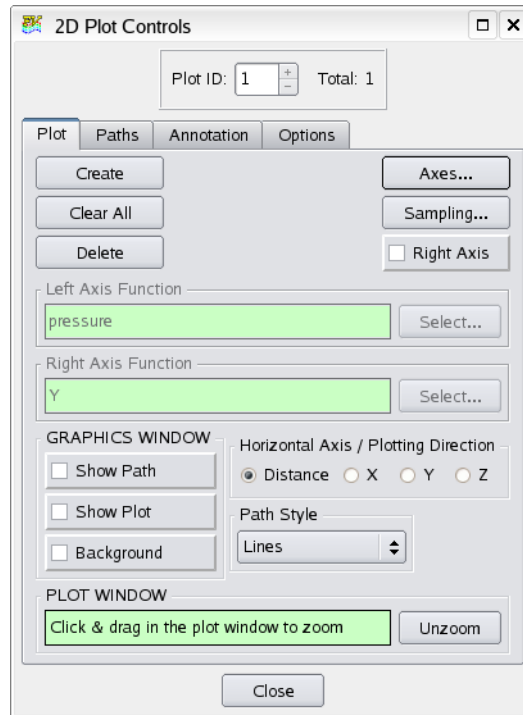 2D Plot Controls
Plot ID: 1 Total: 1
Plot Paths Annotation Options
Create Axes...
Clear All Sampling...
Delete Right Axis
Left Axis Function
pressure Select...
Right Axis Function
Y Select...
GRAPHICS WINDOW
Show Path
Show Plot
Background
Horizontal Axis / Plotting Direction
Distance X Y Z
Path Style
Lines
PLOT WINDOW
Click & drag in the plot window to zoom Unzoom
Close